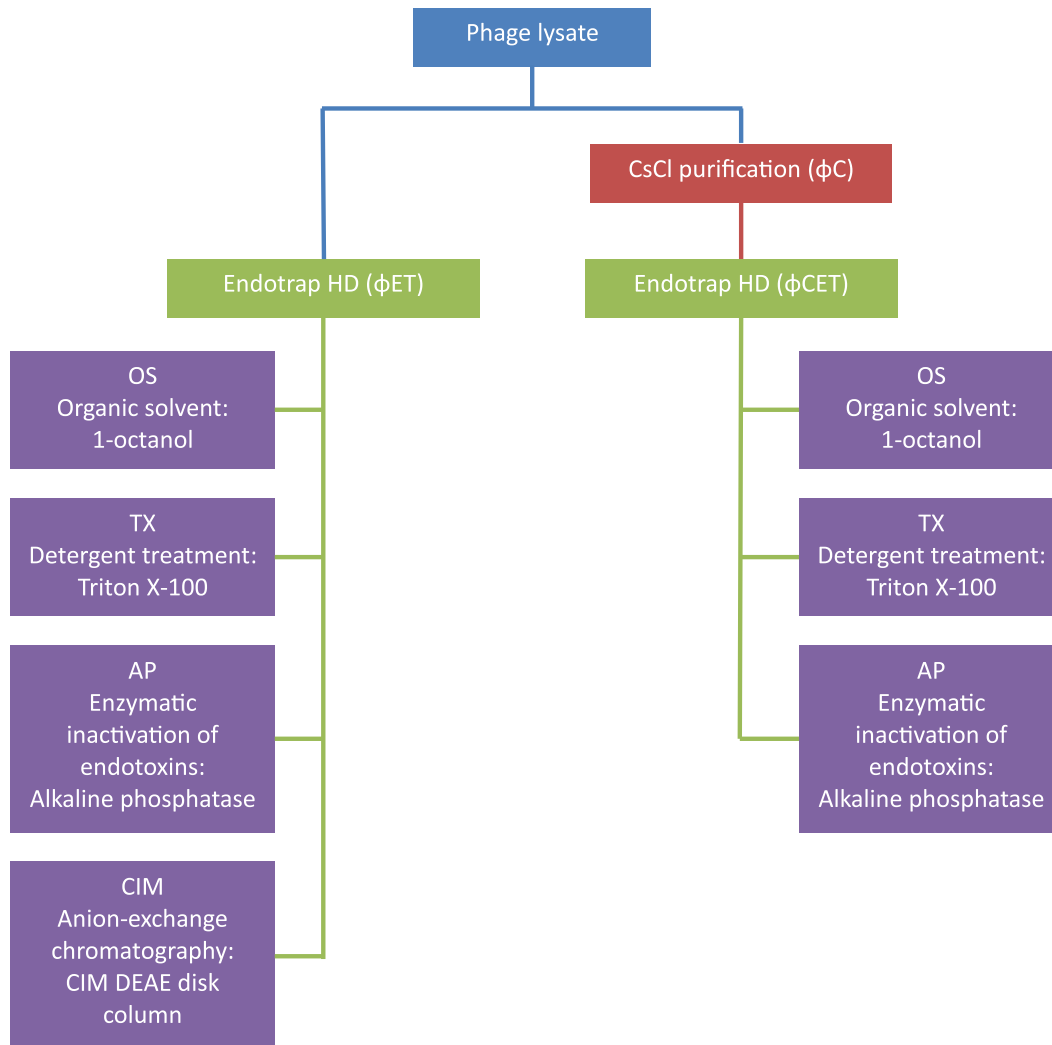 Phage lysate
CsCl purification (ϕC)
Endotrap HD (ϕET)
Endotrap HD (ϕCET)
OS
Organic solvent:
1-octanol
TX
Detergent treatment:
Triton X-100
AP
Enzymatic
inactivation of
endotoxins:
Alkaline phosphatase
CIM
Anion-exchange
chromatography:
CIM DEAE disk
column
OS
Organic solvent:
1-octanol
TX
Detergent treatment:
Triton X-100
AP
Enzymatic
inactivation of
endotoxins:
Alkaline phosphatase